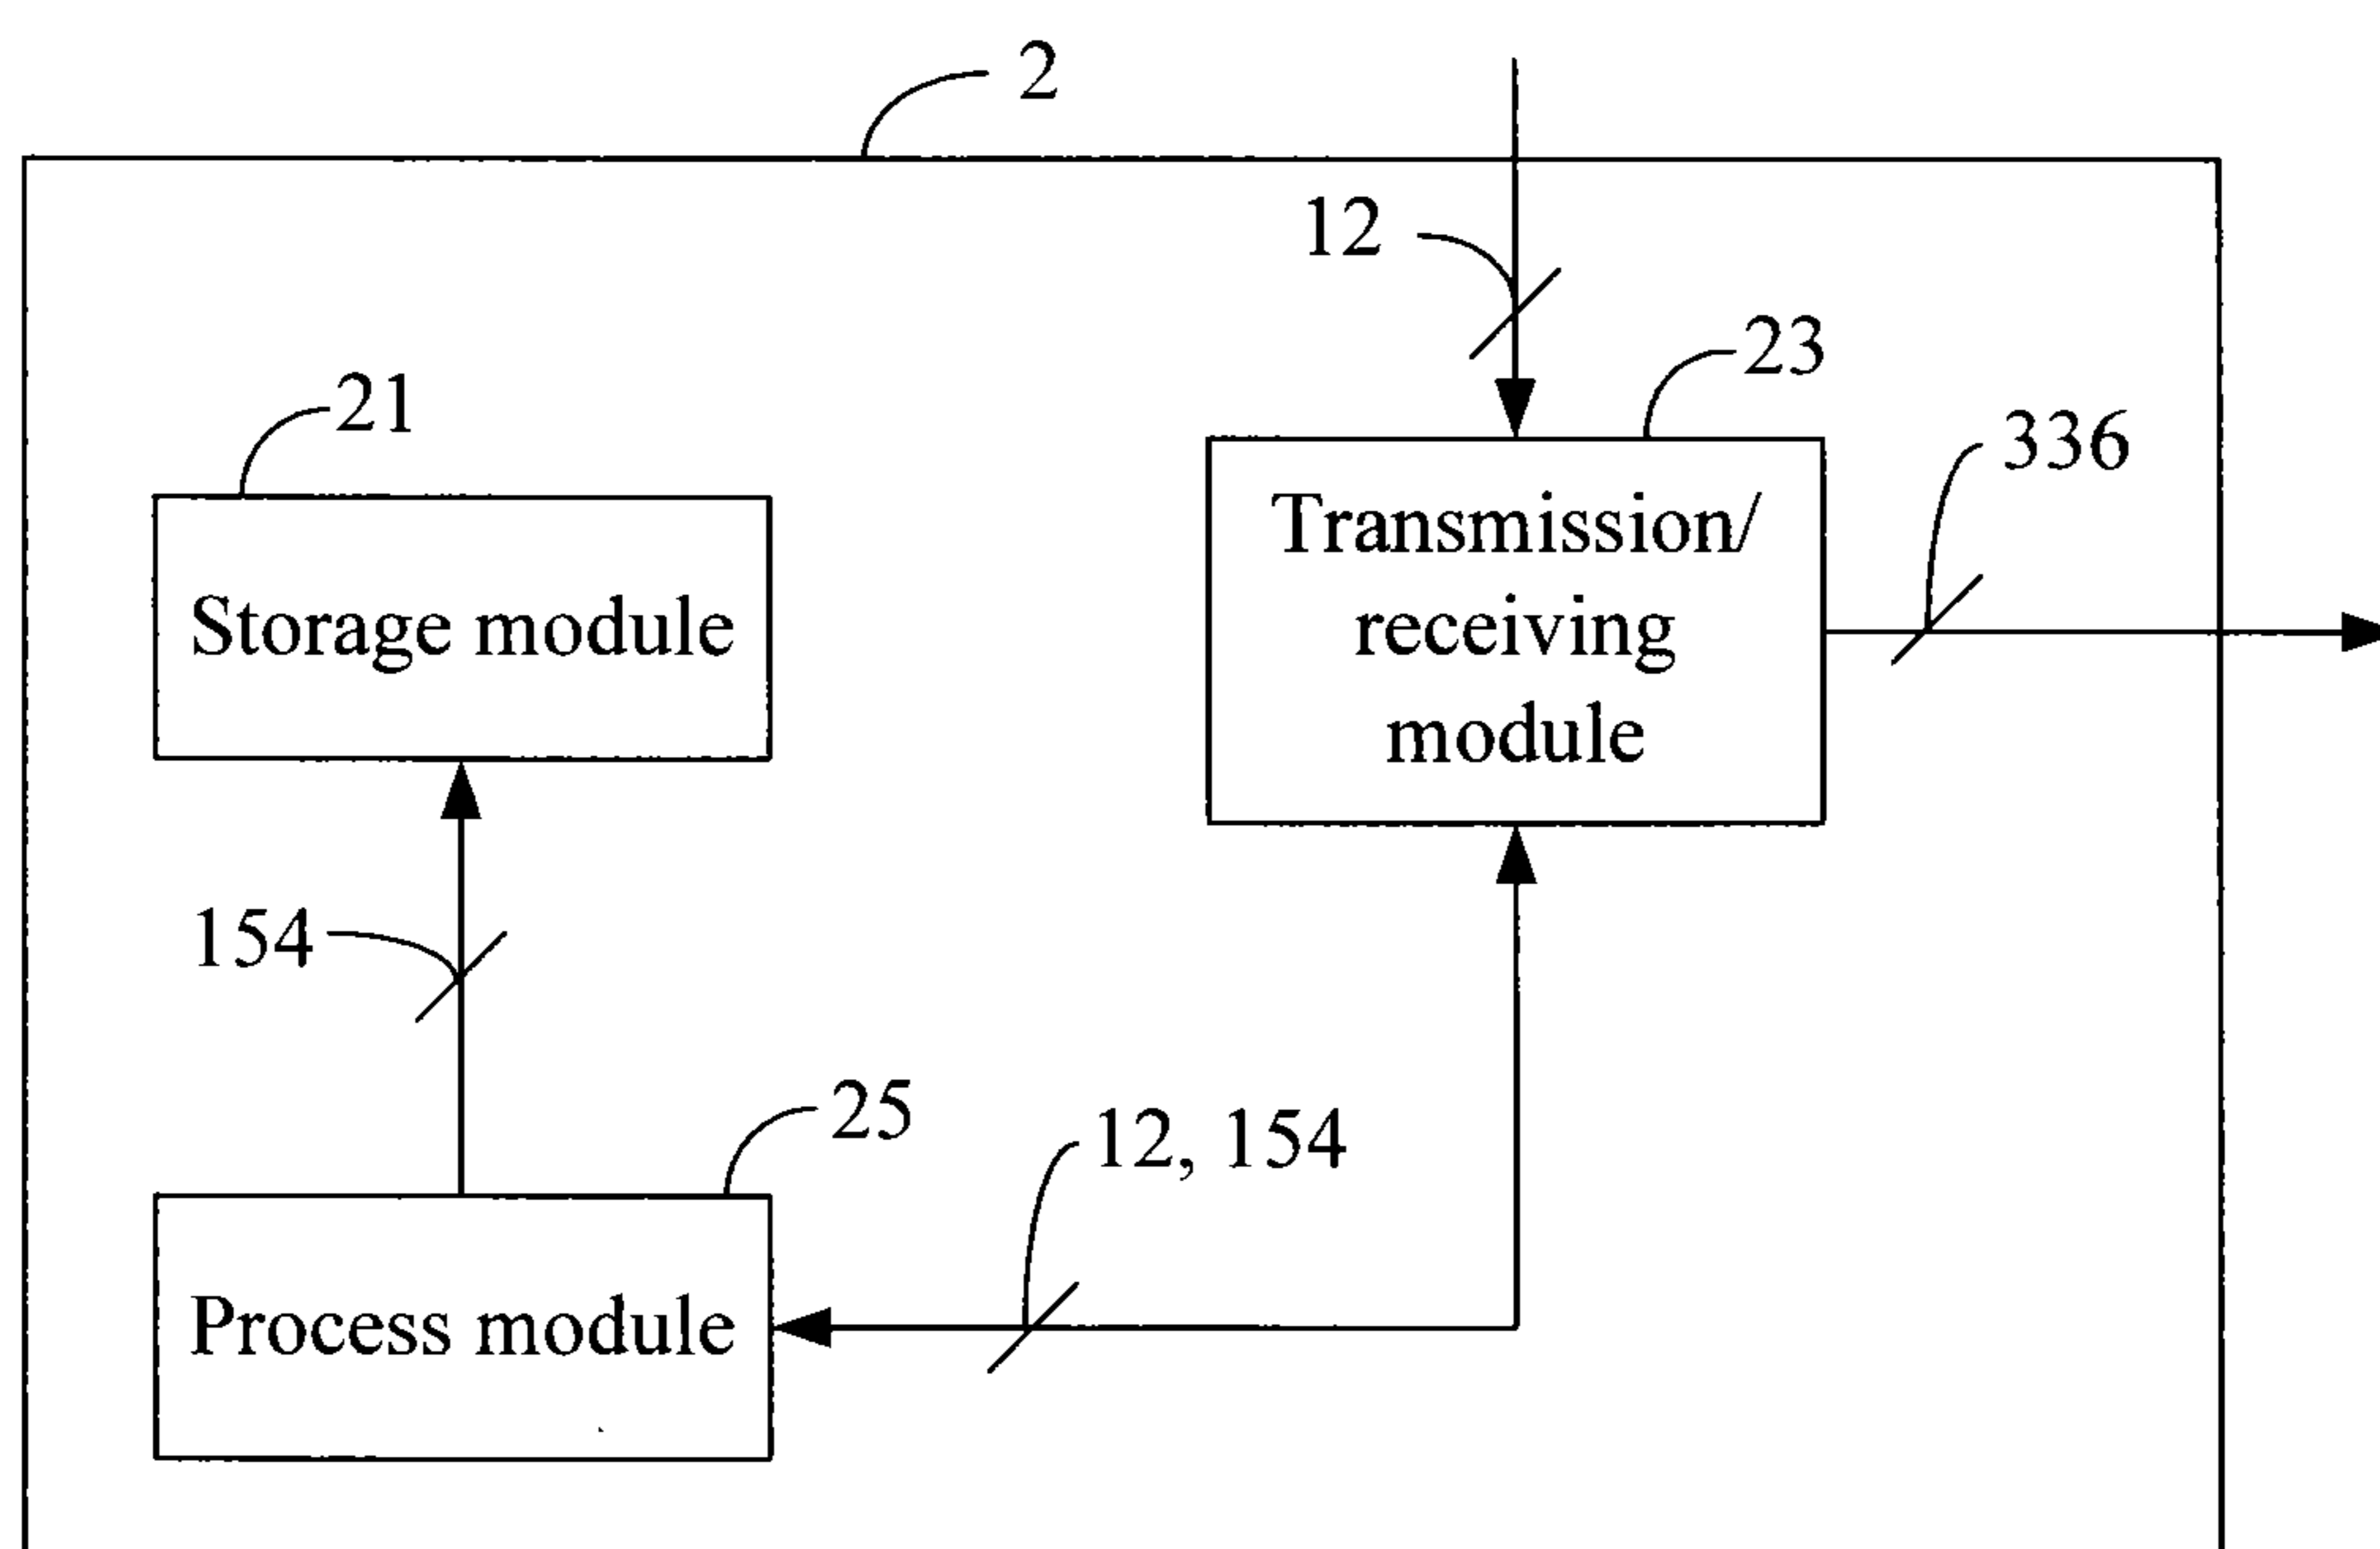 2
12
23
21
336
Transmission/
receiving
module
Storage module
154
25
12, 154
Process module